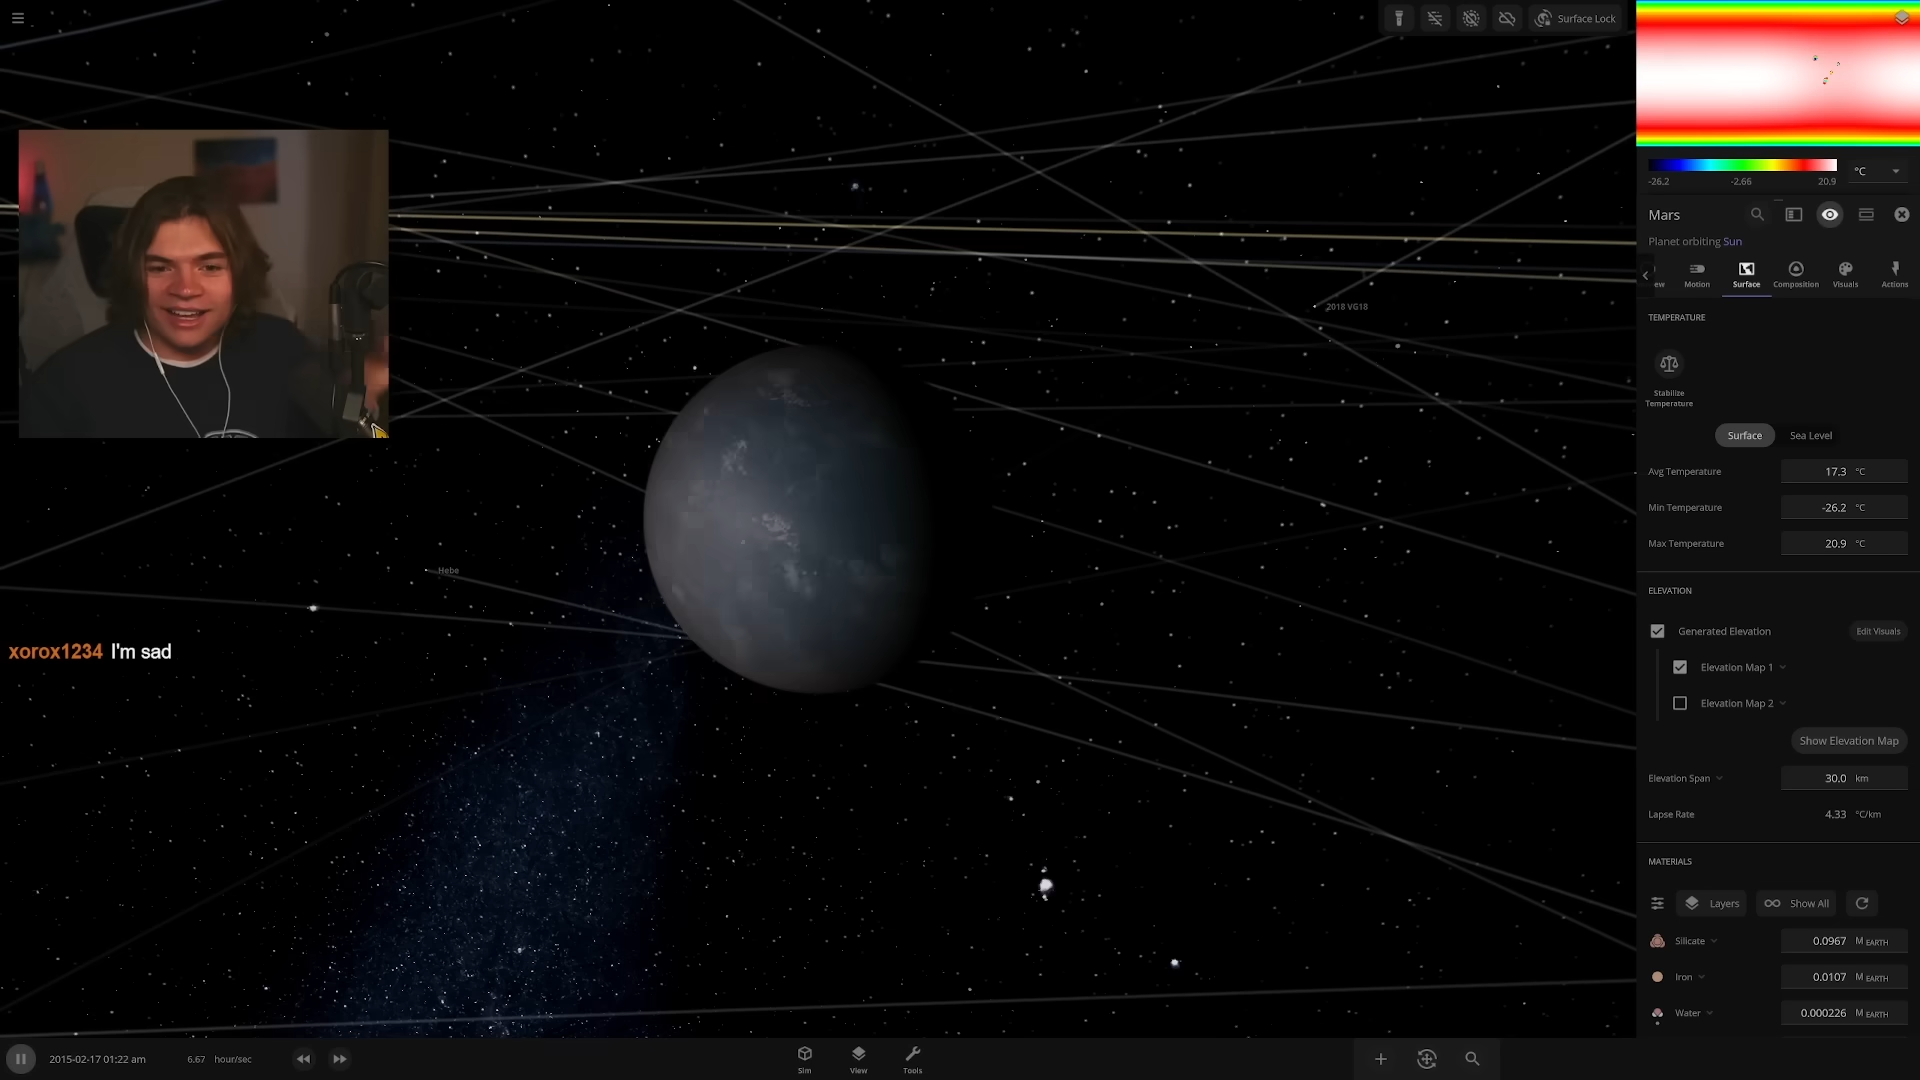 Surface Lock
°C
-26.2 -2.66 20.9
Mars
Planet orbiting Sun
ew Motion Surface Composition Visuals Actions
TEMPERATURE
Stabilize
Temperature
Surface Sea Level
Avg Temperature 17.3 °C
Min Temperature -26.2 °C
Max Temperature 20.9 °C
ELEVATION
Generated Elevation Edit Visuals
Elevation Map 1
Elevation Map 2
Show Elevation Map
Elevation Span 30.0 km
Lapse Rate 4.33 °C/km
MATERIALS
Layers Show All
Silicate 0.0967 M EARTH
Iron 0.0107 M EARTH
Water 0.000226 M EARTH
2018 VG18
Hebe
xorox1234 I'm sad
2015-02-17 01:22 am 6.67 hour/sec
Sim View Tools